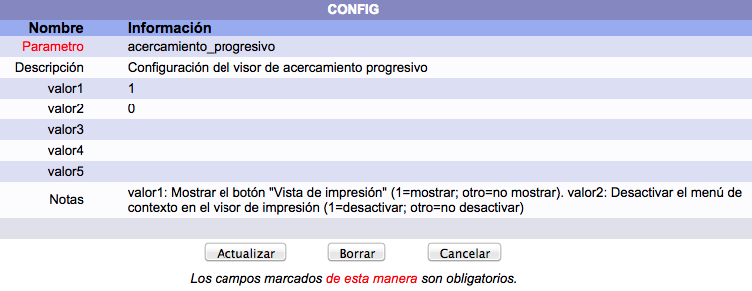 CONFIG
Nombre Información
Parametro acercamiento_progresivo
Descripción Configuración del visor de acercamiento progresivo
valor1 1
valor2 0
valor3
valor4
valor5
Notas valor1: Mostrar el botón "Vista de impresión" (1=mostrar; otro=no mostrar). valor2: Desactivar el menú de
contexto en el visor de impresión (1=desactivar; otro=no desactivar)
Actualizar Borrar Cancelar
Los campos marcados de esta manera son obligatorios.